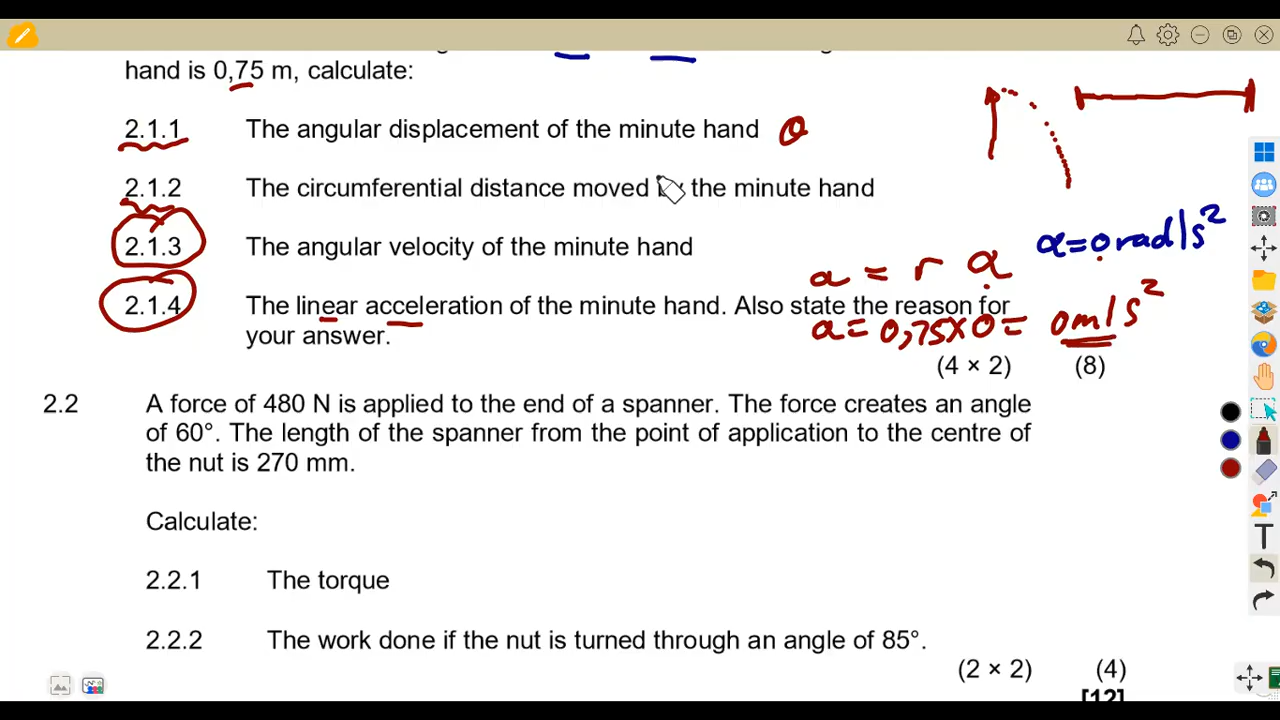 hand is 0,75 m, calculate:
2.1.1 The angular displacement of the minute hand θ
2.1.2 The circumferential distance moved the minute hand
α = 0 rad/s²
2.1.3 The angular velocity of the minute hand
a = r α
2.1.4 The linear acceleration of the minute hand. Also state the reason for
your answer.
a = 0,75 × 0 = 0 m/s²
(4 × 2) (8)
2.2 A force of 480 N is applied to the end of a spanner. The force creates an angle
of 60°. The length of the spanner from the point of application to the centre of
the nut is 270 mm.
Calculate:
2.2.1 The torque
2.2.2 The work done if the nut is turned through an angle of 85°.
(2 × 2) (4)
[12]
T